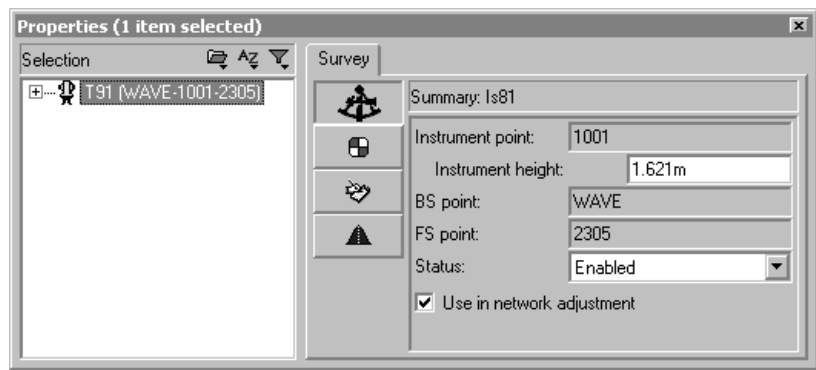 Properties (1 item selected)
Selection
AZ
Survey
T91 (WAVE-1001-2305)
Summary: Is81
Instrument point: 1001
Instrument height: 1.621m
BS point: WAVE
FS point: 2305
Status: Enabled
Use in network adjustment